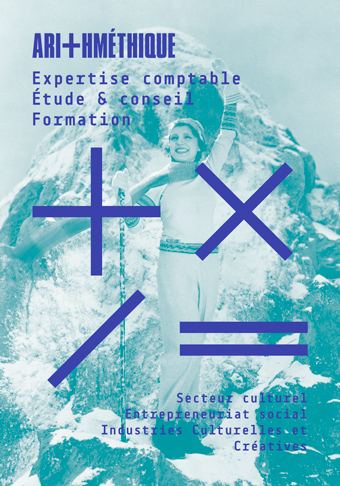 ARI+HMÉTHIQUE
Expertise comptable
Étude & conseil
Formation
+ ×
/ =
Secteur culturel
Entrepreneuriat social
Industries Culturelles et
Créatives